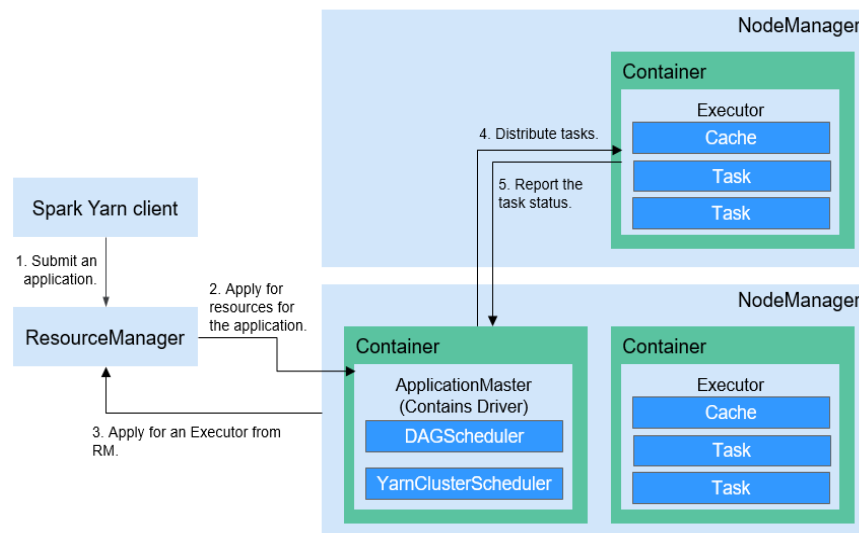 NodeManager
Container
Executor
Cache
Task
Task
4. Distribute tasks.
5. Report the
task status.
Spark Yarn client
1. Submit an
application.
ResourceManager
2. Apply for
resources for
the application.
3. Apply for an Executor from
RM.
NodeManager
Container
ApplicationMaster
(Contains Driver)
DAGScheduler
YarnClusterScheduler
Container
Executor
Cache
Task
Task